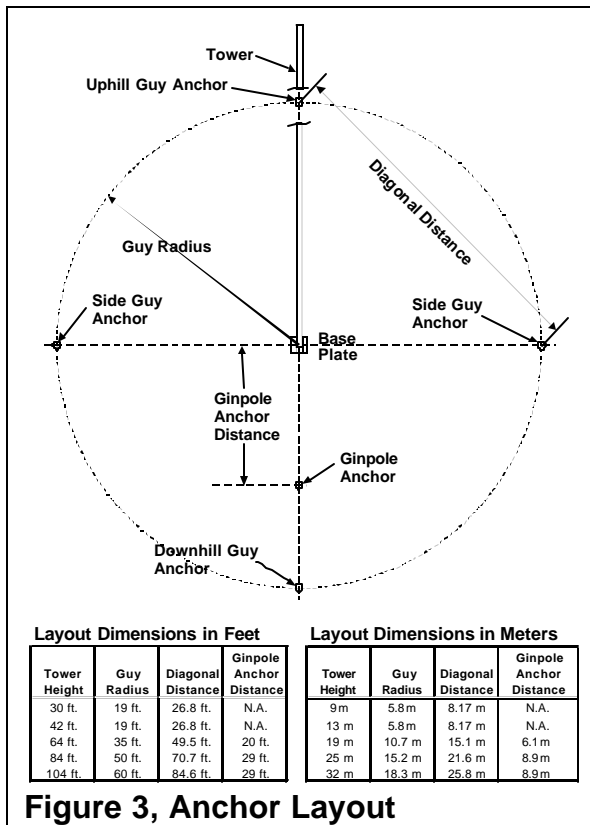 Tower
Uphill Guy Anchor
Diagonal Distance
Guy Radius
Side Guy
Anchor
Side Guy
Anchor
Base
Plate
Ginpole
Anchor
Distance
Ginpole
Anchor
Downhill Guy
Anchor
Layout Dimensions in Feet
Tower Height Guy Radius Diagonal Distance Ginpole Anchor Distance
30 ft. 19 ft. 26.8 ft. N.A.
42 ft. 19 ft. 26.8 ft. N.A.
64 ft. 35 ft. 49.5 ft. 20 ft.
84 ft. 50 ft. 70.7 ft. 29 ft.
104 ft. 60 ft. 84.6 ft. 29 ft.
Layout Dimensions in Meters
Tower Height Guy Radius Diagonal Distance Ginpole Anchor Distance
9 m 5.8 m 8.17 m N.A.
13 m 5.8 m 8.17 m N.A.
19 m 10.7 m 15.1 m 6.1 m
25 m 15.2 m 21.6 m 8.9 m
32 m 18.3 m 25.8 m 8.9 m
Figure 3, Anchor Layout